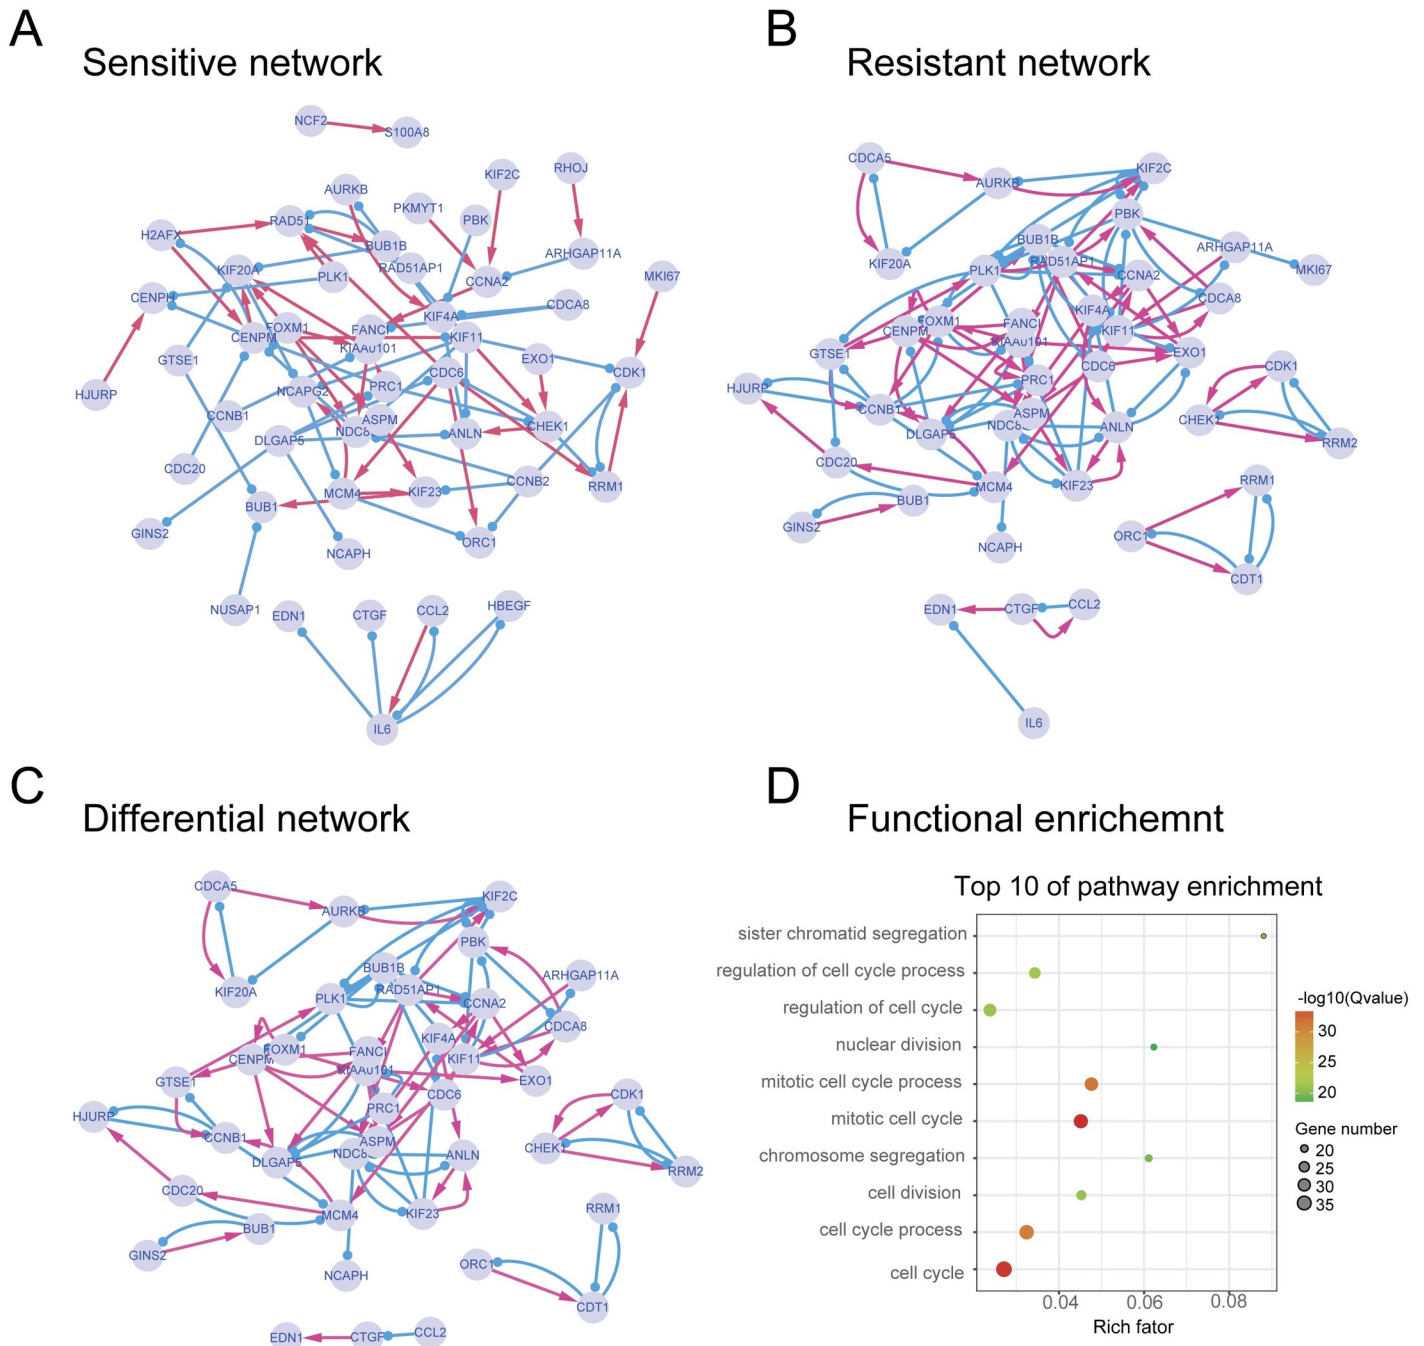 A
Sensitive network
NCF2
S100A8
KIF2C
RHOJ
AURKB
PKMYT1
PBK
RAD51
H2AFX
BUB1B
ARHGAP11A
RAD51AP1
KIF20A
PLK1
CCNA2
MKI67
CENPH
CDCA8
KIF4A
FOXM1
FANCI
CENPM
KIF11
KIAA0101
GTSE1
EXO1
CDC6
CDK1
PRC1
NCAPG2
HJURP
CCNB1
ASPM
CHEK1
DLGAP5
ANLN
CDC20
CCNB2
RRM1
MCM4
KIF23
BUB1
GINS2
ORC1
NCAPH
NUSAP1
EDN1
CTGF
CCL2
HBEGF
IL6
B
Resistant network
CDCA5
KIF2C
AURKB
PBK
BUB1B
ARHGAP11A
KIF20A
RAD51AP1
PLK1
CCNA2
MKI67
CDCA8
KIF4A
FOXM1
FANCI
CENPM
KIF11
KIAA0101
GTSE1
EXO1
CDC6
CDK1
PRC1
HJURP
CCNB1
ASPM
CHEK1
DLGAP5
ANLN
RRM2
CDC20
MCM4
KIF23
RRM1
BUB1
GINS2
ORC1
NCAPH
CDT1
EDN1
CTGF
CCL2
IL6
C
Differential network
CDCA5
KIF2C
AURKB
PBK
BUB1B
ARHGAP11A
KIF20A
RAD51AP1
PLK1
CCNA2
CDCA8
KIF4A
FOXM1
FANCI
CENPM
KIF11
KIAA0101
GTSE1
EXO1
CDC6
CDK1
PRC1
HJURP
CCNB1
ASPM
CHEK1
DLGAP5
ANLN
RRM2
CDC20
MCM4
KIF23
RRM1
BUB1
GINS2
ORC1
NCAPH
CDT1
EDN1
CTGF
CCL2
D
Functional enrichemnt
Top 10 of pathway enrichment
sister chromatid segregation
regulation of cell cycle process
regulation of cell cycle
nuclear division
mitotic cell cycle process
mitotic cell cycle
chromosome segregation
cell division
cell cycle process
cell cycle
0.04 0.06 0.08
Rich fator
-log10(Qvalue)
30
25
20
Gene number
20
25
30
35